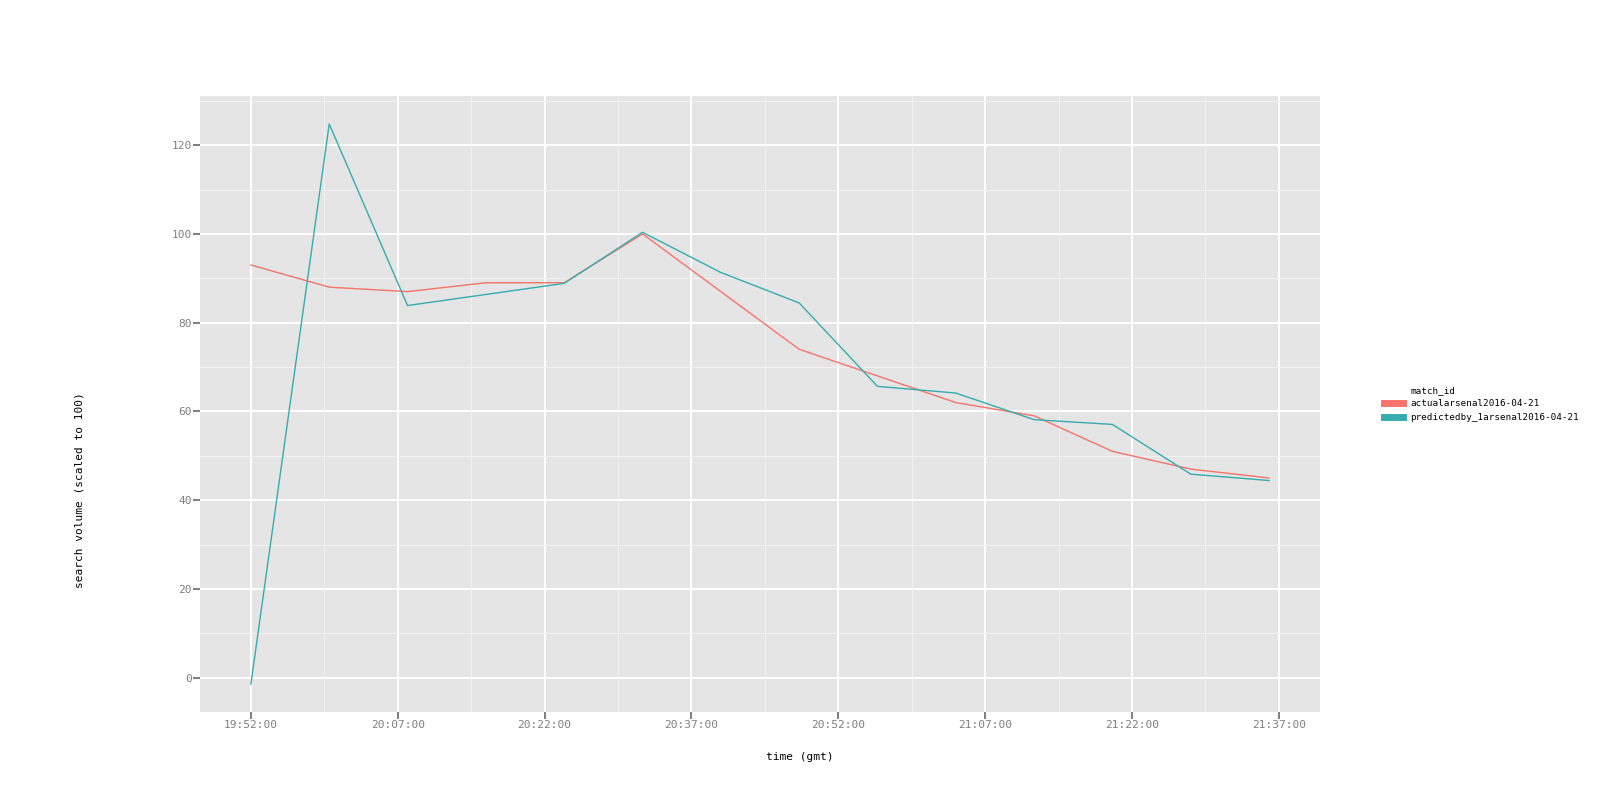 120
100
80
60
40
20
0
search volume (scaled to 100)
19:52:00 20:07:00 20:22:00 20:37:00 20:52:00 21:07:00 21:22:00 21:37:00
time (gmt)
match_id
actualarsenal2016-04-21
predictedby_1arsenal2016-04-21